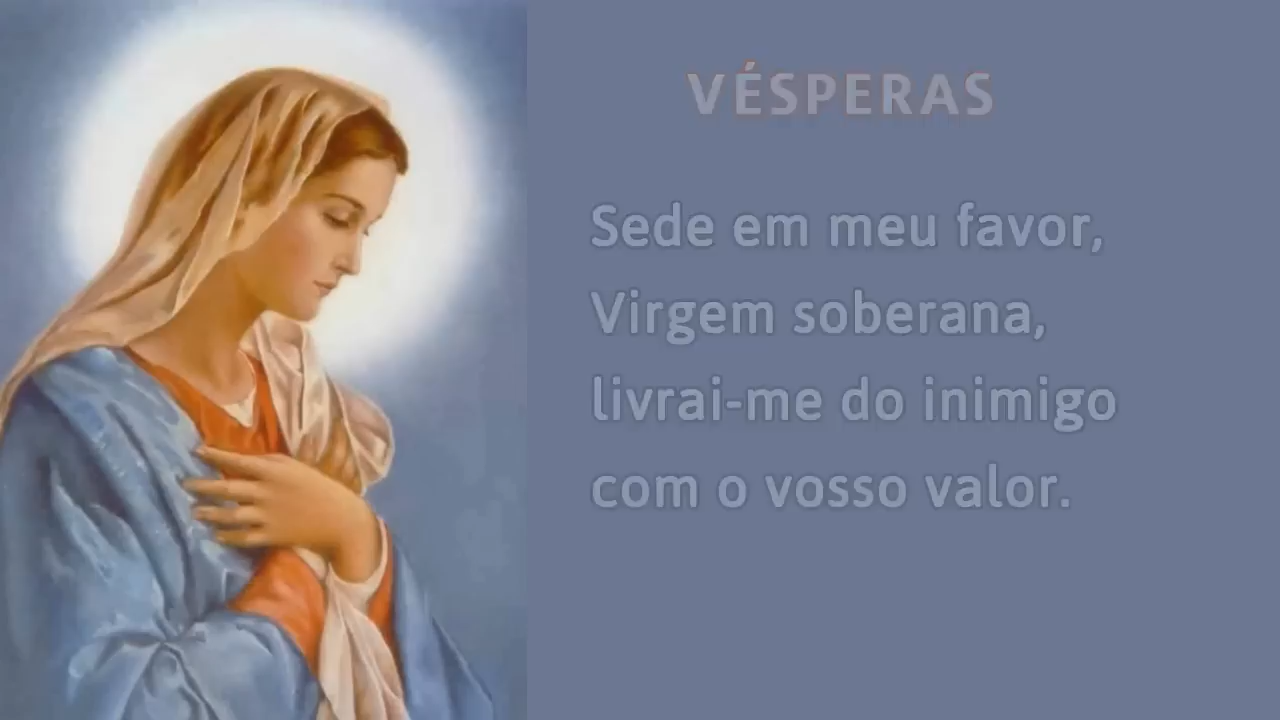 VÉSPERAS
Sede em meu favor,
Virgem soberana,
livrai-me do inimigo
com o vosso valor.